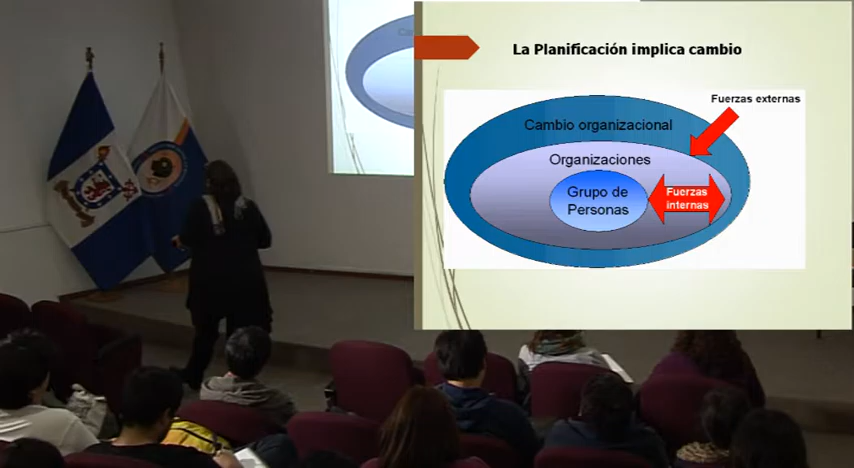 La Planificación implica cambio
Fuerzas externas
Cambio organizacional
Organizaciones
Grupo de
Personas
Fuerzas
internas